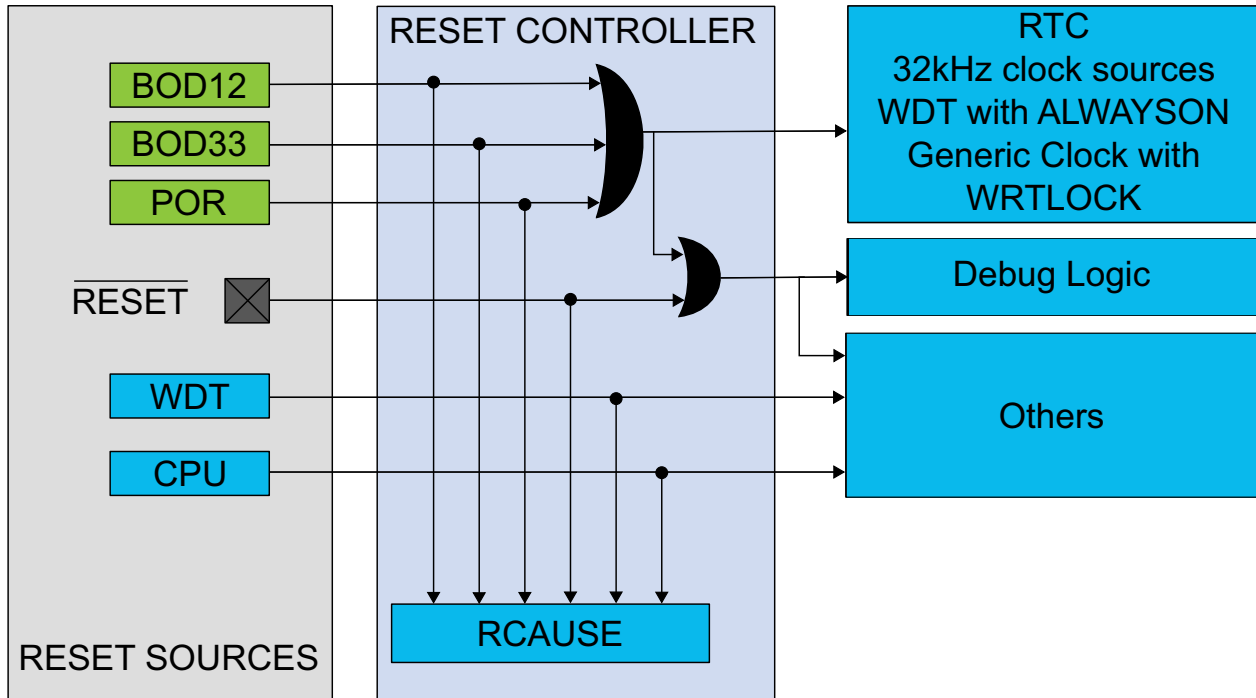 RESET SOURCES
BOD12
BOD33
POR
RESET
WDT
CPU
RESET CONTROLLER
RCAUSE
RTC
32kHz clock sources
WDT with ALWAYSON
Generic Clock with
WRTLOCK
Debug Logic
Others